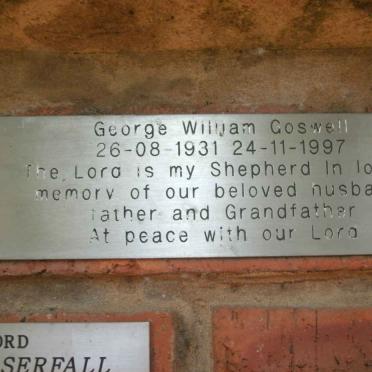 George William Coswell
26-08-1931 24-11-1997
The Lord is my Shepherd In lo
memory of our beloved husba
father and Grandfather
At peace with our Lord
ORD
SERFALL